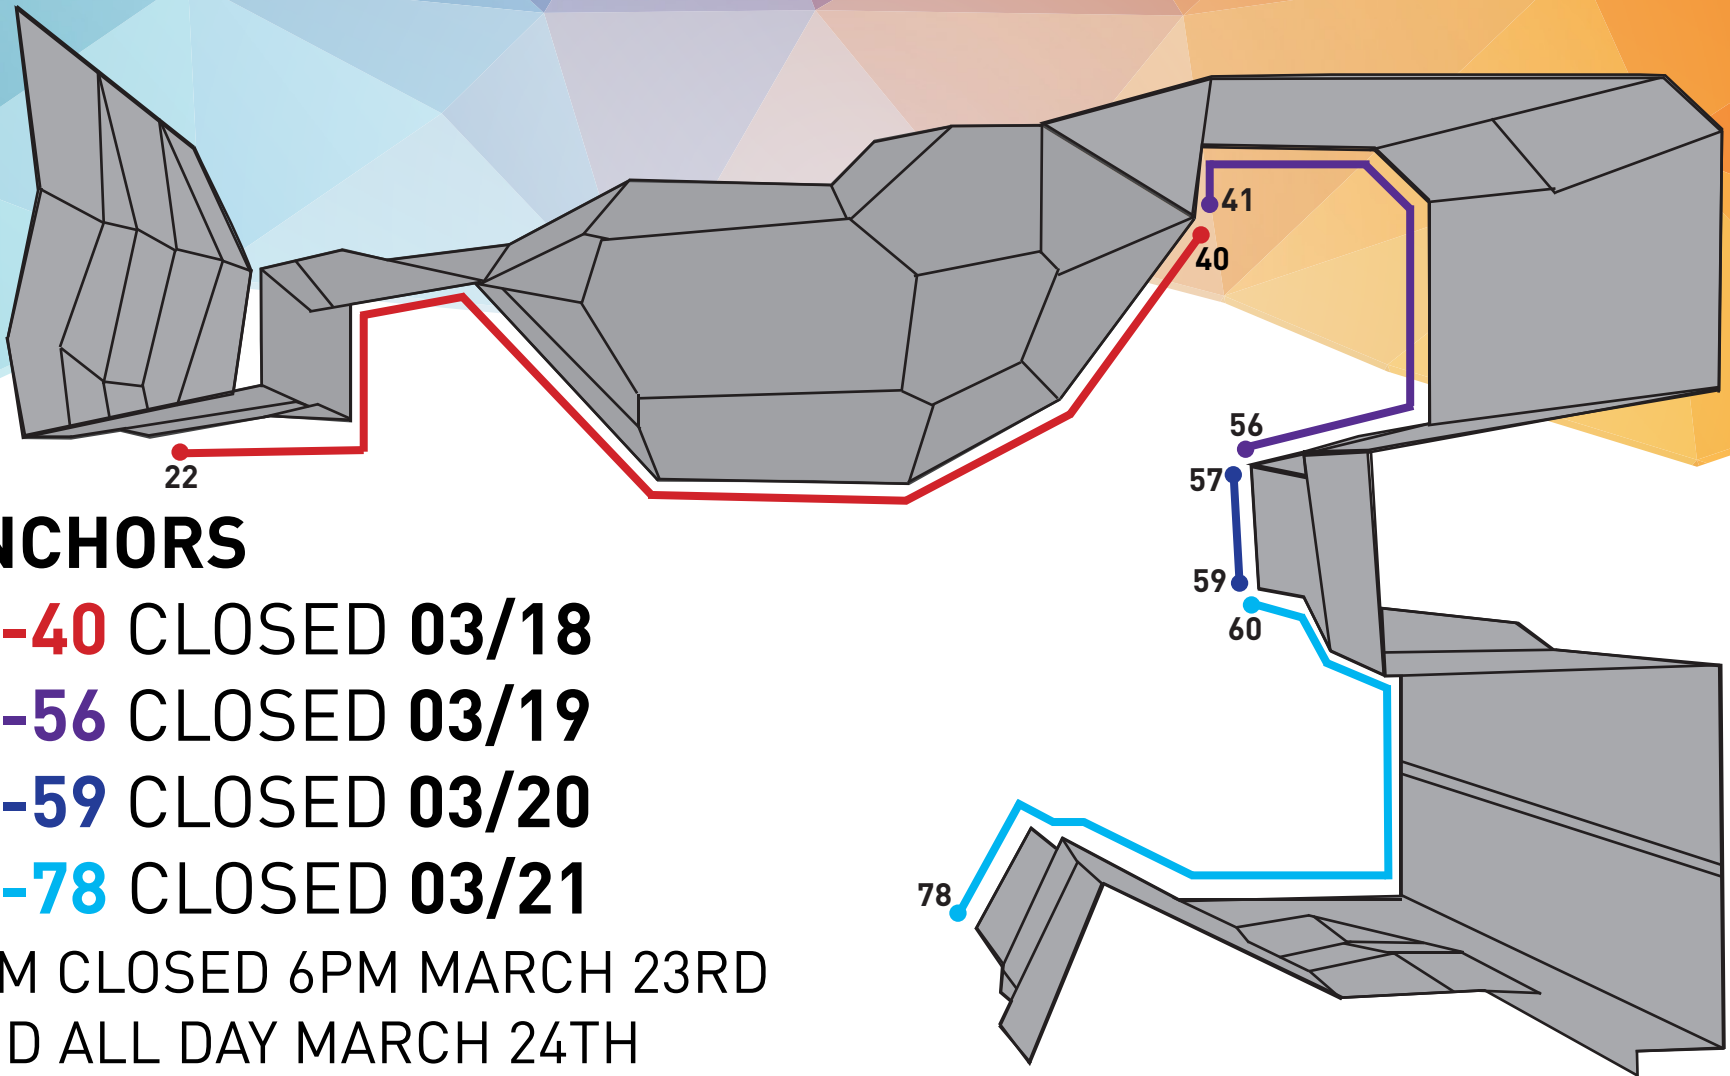 41
40
56
22
57
NCHORS
59
-40 CLOSED 03/18
60
-56 CLOSED 03/19
-59 CLOSED 03/20
-78 CLOSED 03/21
78
M CLOSED 6PM MARCH 23RD
D ALL DAY MARCH 24TH